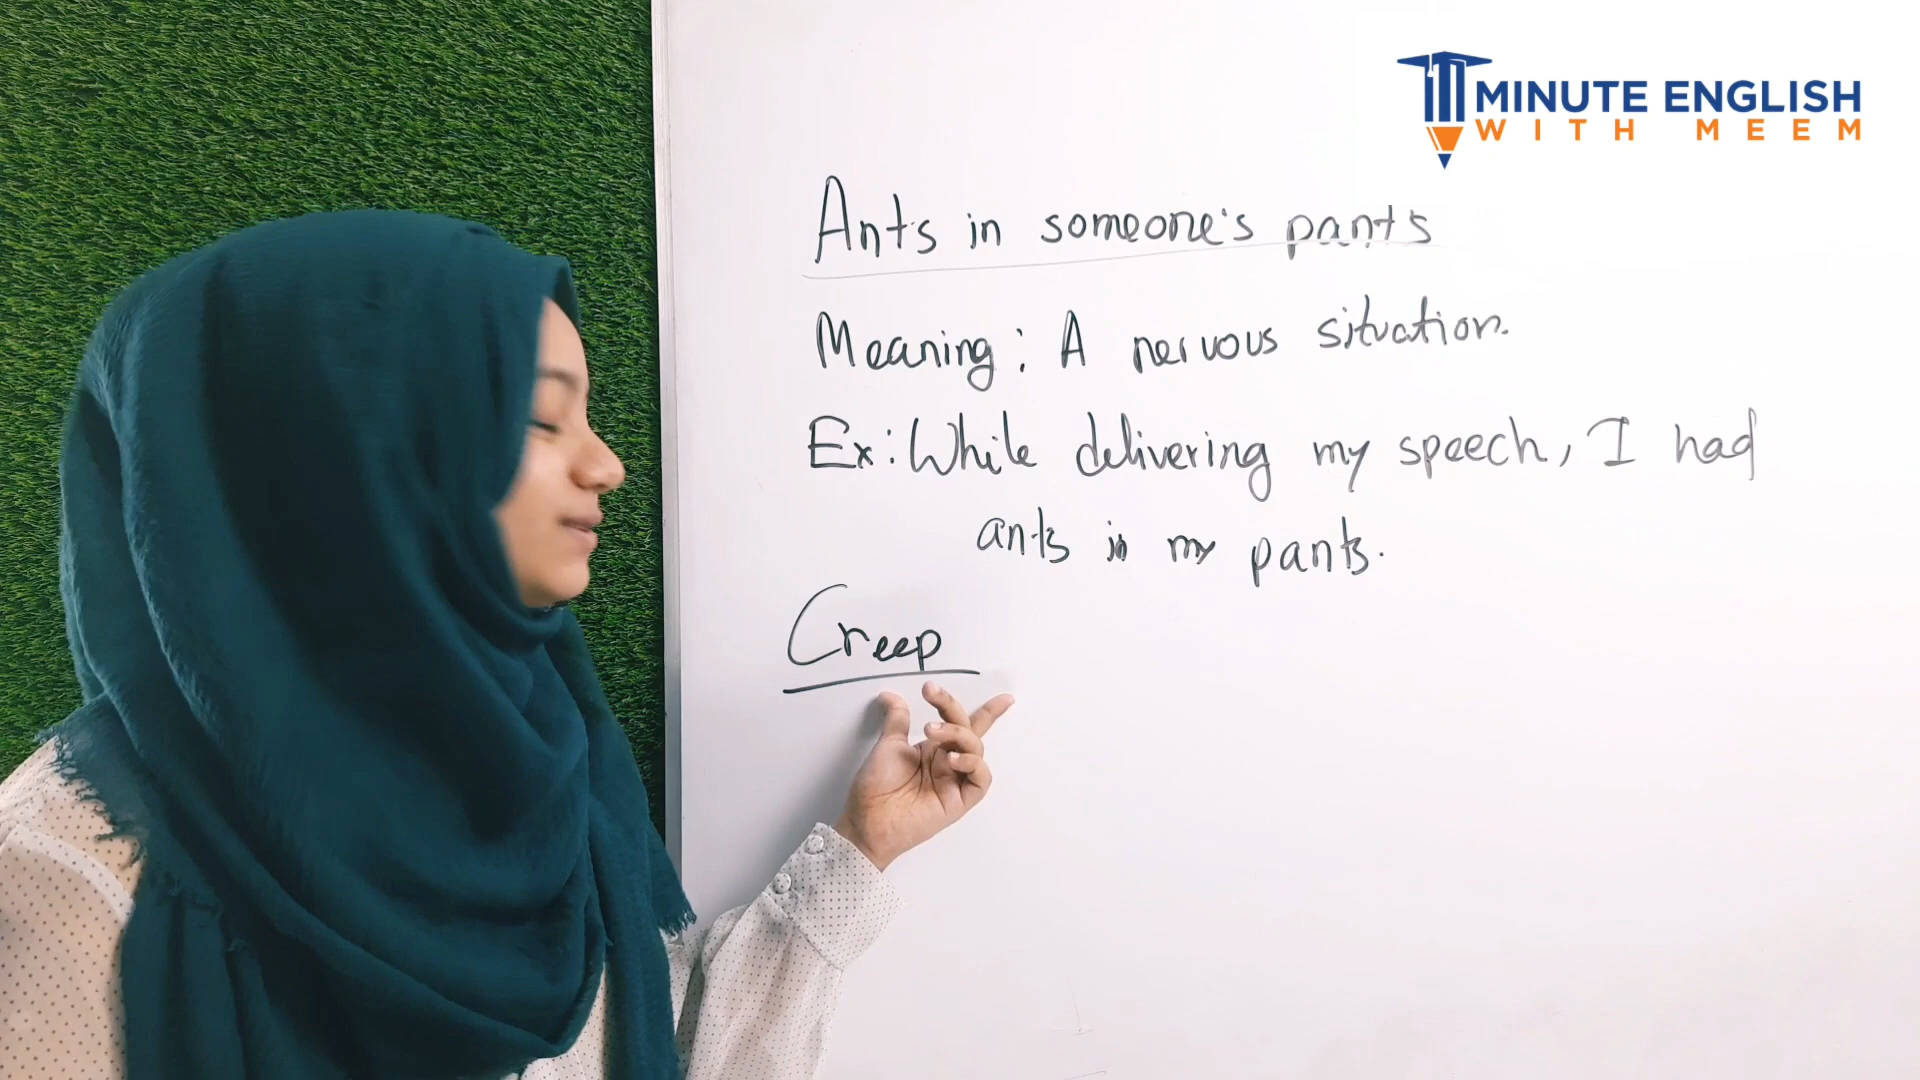 MINUTE ENGLISH
WITH MEEM
Ants in someone's pants
Meaning: A nervous situation.
Ex: While delivering my speech, I had
ants in my pants.
Creep